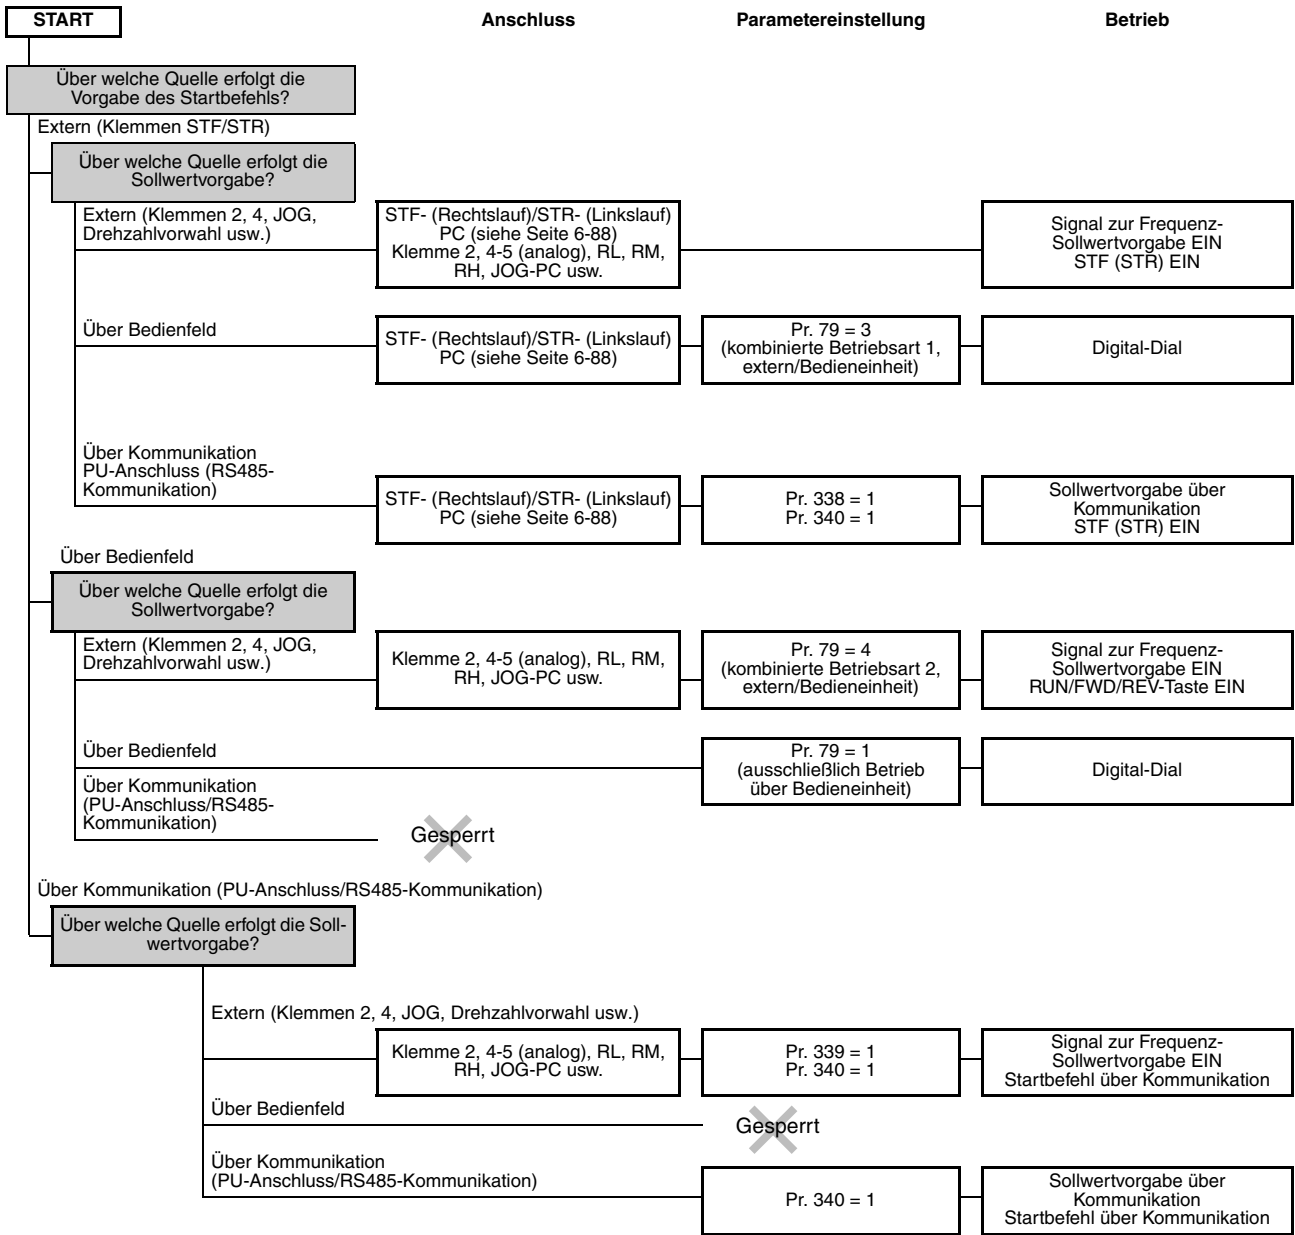 START
Anschluss
Parametereinstellung
Betrieb
Über welche Quelle erfolgt die
Vorgabe des Startbefehls?
Extern (Klemmen STF/STR)
Über welche Quelle erfolgt die
Sollwertvorgabe?
Extern (Klemmen 2, 4, JOG,
Drehzahlvorwahl usw.)
STF- (Rechtslauf)/STR- (Linkslauf)
PC (siehe Seite 6-88)
Klemme 2, 4-5 (analog), RL, RM,
RH, JOG-PC usw.
Signal zur Frequenz-
Sollwertvorgabe EIN
STF (STR) EIN
Über Bedienfeld
STF- (Rechtslauf)/STR- (Linkslauf)
PC (siehe Seite 6-88)
Pr. 79 = 3
(kombinierte Betriebsart 1,
extern/Bedieneinheit)
Digital-Dial
Über Kommunikation
PU-Anschluss (RS485-
Kommunikation)
STF- (Rechtslauf)/STR- (Linkslauf)
PC (siehe Seite 6-88)
Pr. 338 = 1
Pr. 340 = 1
Sollwertvorgabe über
Kommunikation
STF (STR) EIN
Über Bedienfeld
Über welche Quelle erfolgt die
Sollwertvorgabe?
Extern (Klemmen 2, 4, JOG,
Drehzahlvorwahl usw.)
Klemme 2, 4-5 (analog), RL, RM,
RH, JOG-PC usw.
Pr. 79 = 4
(kombinierte Betriebsart 2,
extern/Bedieneinheit)
Signal zur Frequenz-
Sollwertvorgabe EIN
RUN/FWD/REV-Taste EIN
Über Bedienfeld
Pr. 79 = 1
(ausschließlich Betrieb
über Bedieneinheit)
Digital-Dial
Über Kommunikation
(PU-Anschluss/RS485-
Kommunikation)
Gesperrt
Über Kommunikation (PU-Anschluss/RS485-Kommunikation)
Über welche Quelle erfolgt die Soll-
wertvorgabe?
Extern (Klemmen 2, 4, JOG, Drehzahlvorwahl usw.)
Klemme 2, 4-5 (analog), RL, RM,
RH, JOG-PC usw.
Pr. 339 = 1
Pr. 340 = 1
Signal zur Frequenz-
Sollwertvorgabe EIN
Startbefehl über Kommunikation
Über Bedienfeld
Gesperrt
Über Kommunikation
(PU-Anschluss/RS485-Kommunikation)
Pr. 340 = 1
Sollwertvorgabe über
Kommunikation
Startbefehl über Kommunikation